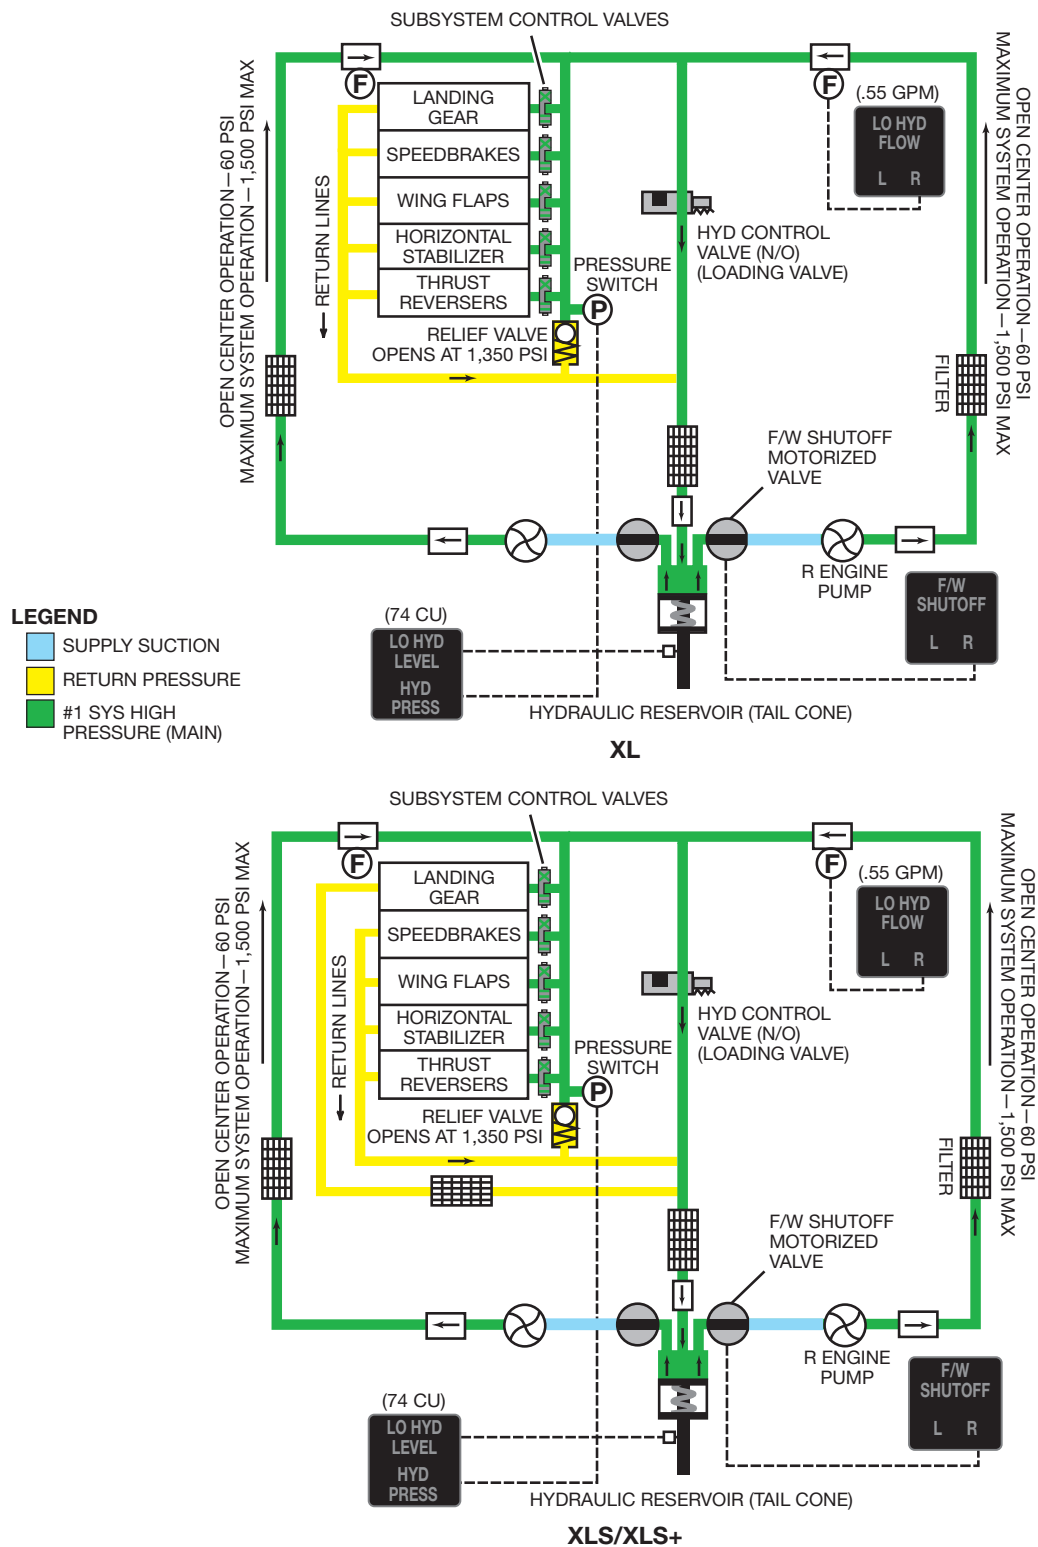 SUBSYSTEM CONTROL VALVES
OPEN CENTER OPERATION—60 PSI
MAXIMUM SYSTEM OPERATION—1,500 PSI MAX
F
F
RETURN LINES
LANDING
GEAR
SPEEDBRAKES
WING FLAPS
HORIZONTAL
STABILIZER
THRUST
REVERSERS
PRESSURE
SWITCH
P
RELIEF VALVE
OPENS AT 1,350 PSI
HYD CONTROL
VALVE (N/O)
(LOADING VALVE)
(.55 GPM)
LO HYD
FLOW
L R
OPEN CENTER OPERATION—60 PSI
MAXIMUM SYSTEM OPERATION—1,500 PSI MAX
FILTER
F/W SHUTOFF
MOTORIZED
VALVE
R ENGINE
PUMP
F/W
SHUTOFF
L R
(74 CU)
LO HYD
LEVEL
HYD
PRESS
HYDRAULIC RESERVOIR (TAIL CONE)
LEGEND
SUPPLY SUCTION
RETURN PRESSURE
#1 SYS HIGH
PRESSURE (MAIN)
XL
SUBSYSTEM CONTROL VALVES
OPEN CENTER OPERATION—60 PSI
MAXIMUM SYSTEM OPERATION—1,500 PSI MAX
F
F
RETURN LINES
LANDING
GEAR
SPEEDBRAKES
WING FLAPS
HORIZONTAL
STABILIZER
THRUST
REVERSERS
PRESSURE
SWITCH
P
RELIEF VALVE
OPENS AT 1,350 PSI
HYD CONTROL
VALVE (N/O)
(LOADING VALVE)
(.55 GPM)
LO HYD
FLOW
L R
OPEN CENTER OPERATION—60 PSI
MAXIMUM SYSTEM OPERATION—1,500 PSI MAX
FILTER
F/W SHUTOFF
MOTORIZED
VALVE
R ENGINE
PUMP
F/W
SHUTOFF
L R
(74 CU)
LO HYD
LEVEL
HYD
PRESS
HYDRAULIC RESERVOIR (TAIL CONE)
XLS/XLS+